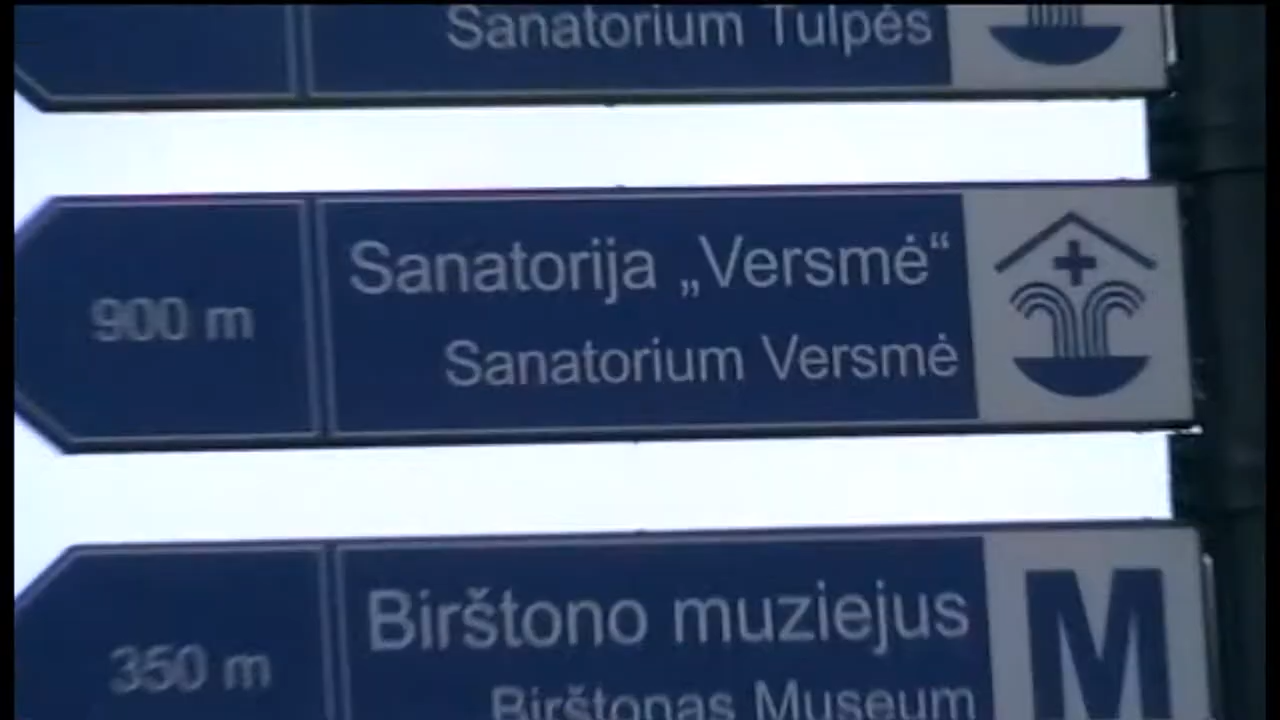 Sanatorium Tulpės
Sanatorija „Versmė“
900 m
Sanatorium Versmė
Birštono muziejus
350 m
Birštonas Museum
M